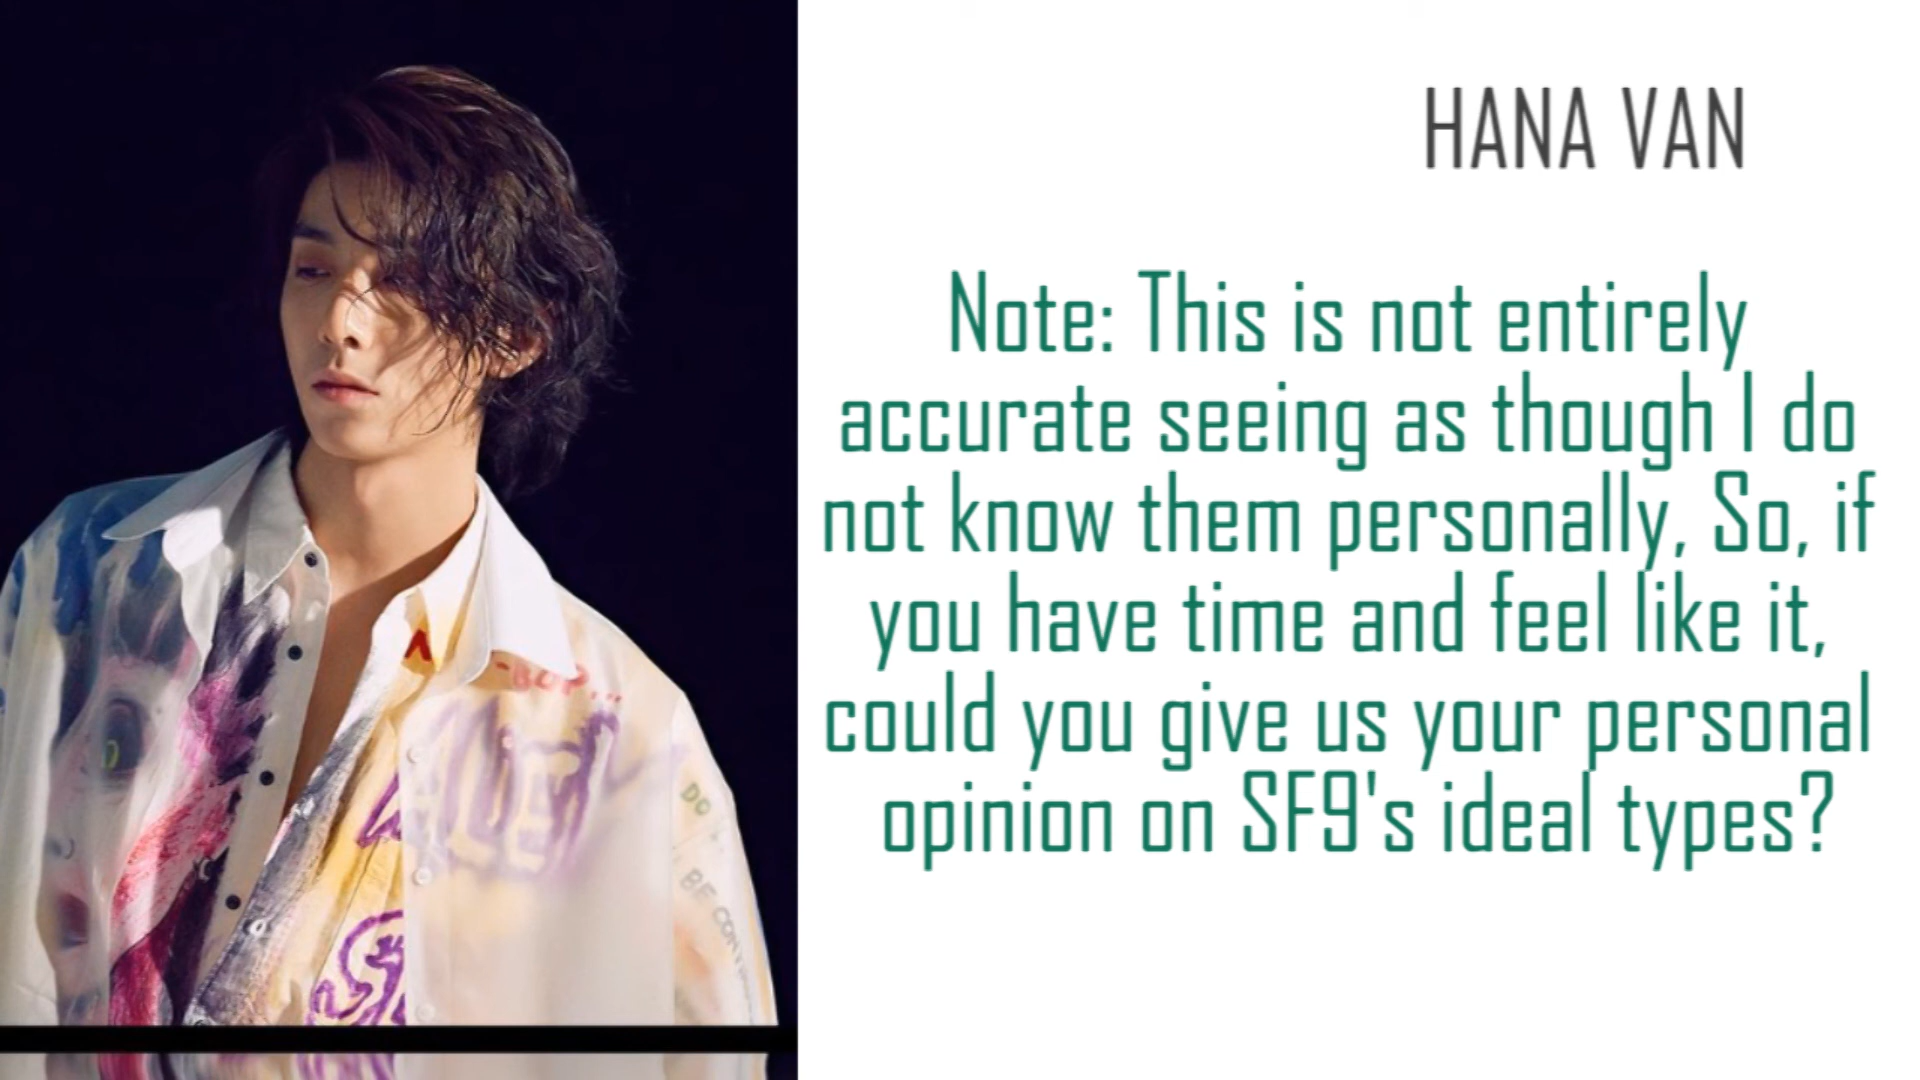 HANA VAN
Note: This is not entirely
accurate seeing as though I do
not know them personally, So, if
you have time and feel like it,
could you give us your personal
opinion on SF9's ideal types?
DO